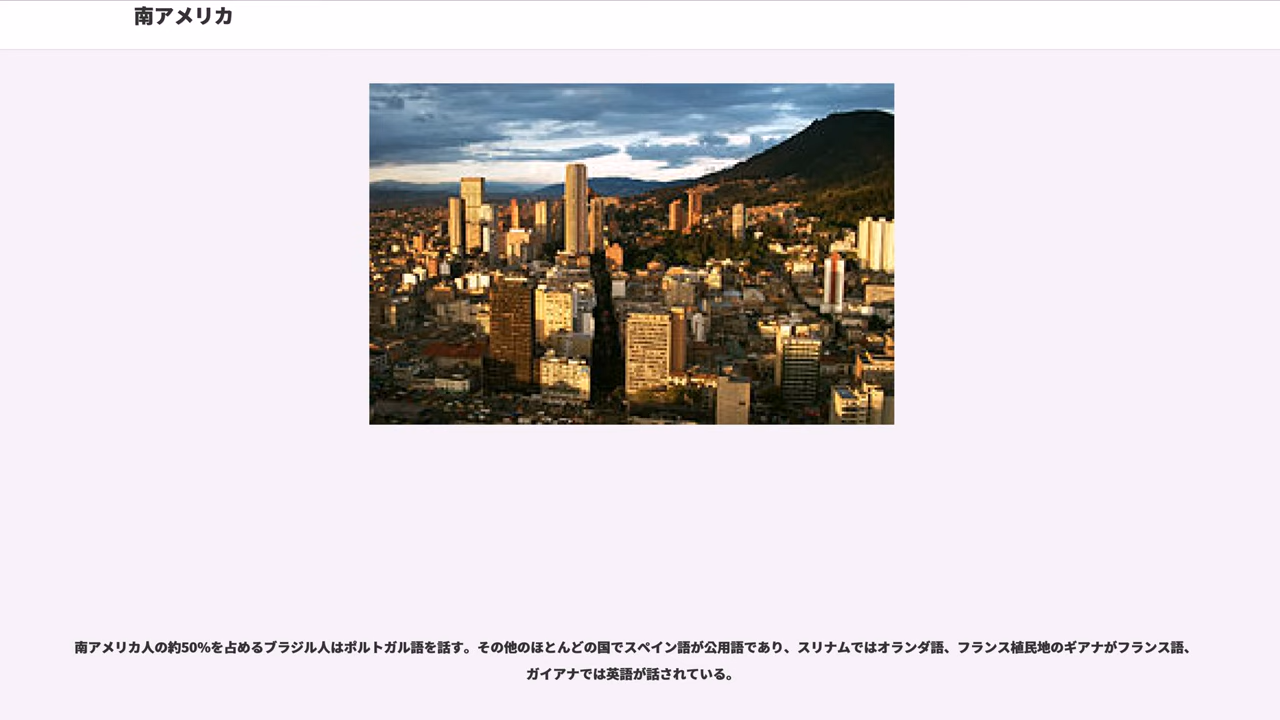 南アメリカ
南アメリカ人の約50%を占めるブラジル人はポルトガル語を話す。その他のほとんどの国でスペイン語が公用語であり、スリナムではオランダ語、フランス植民地のギアナがフランス語、
ガイアナでは英語が話されている。